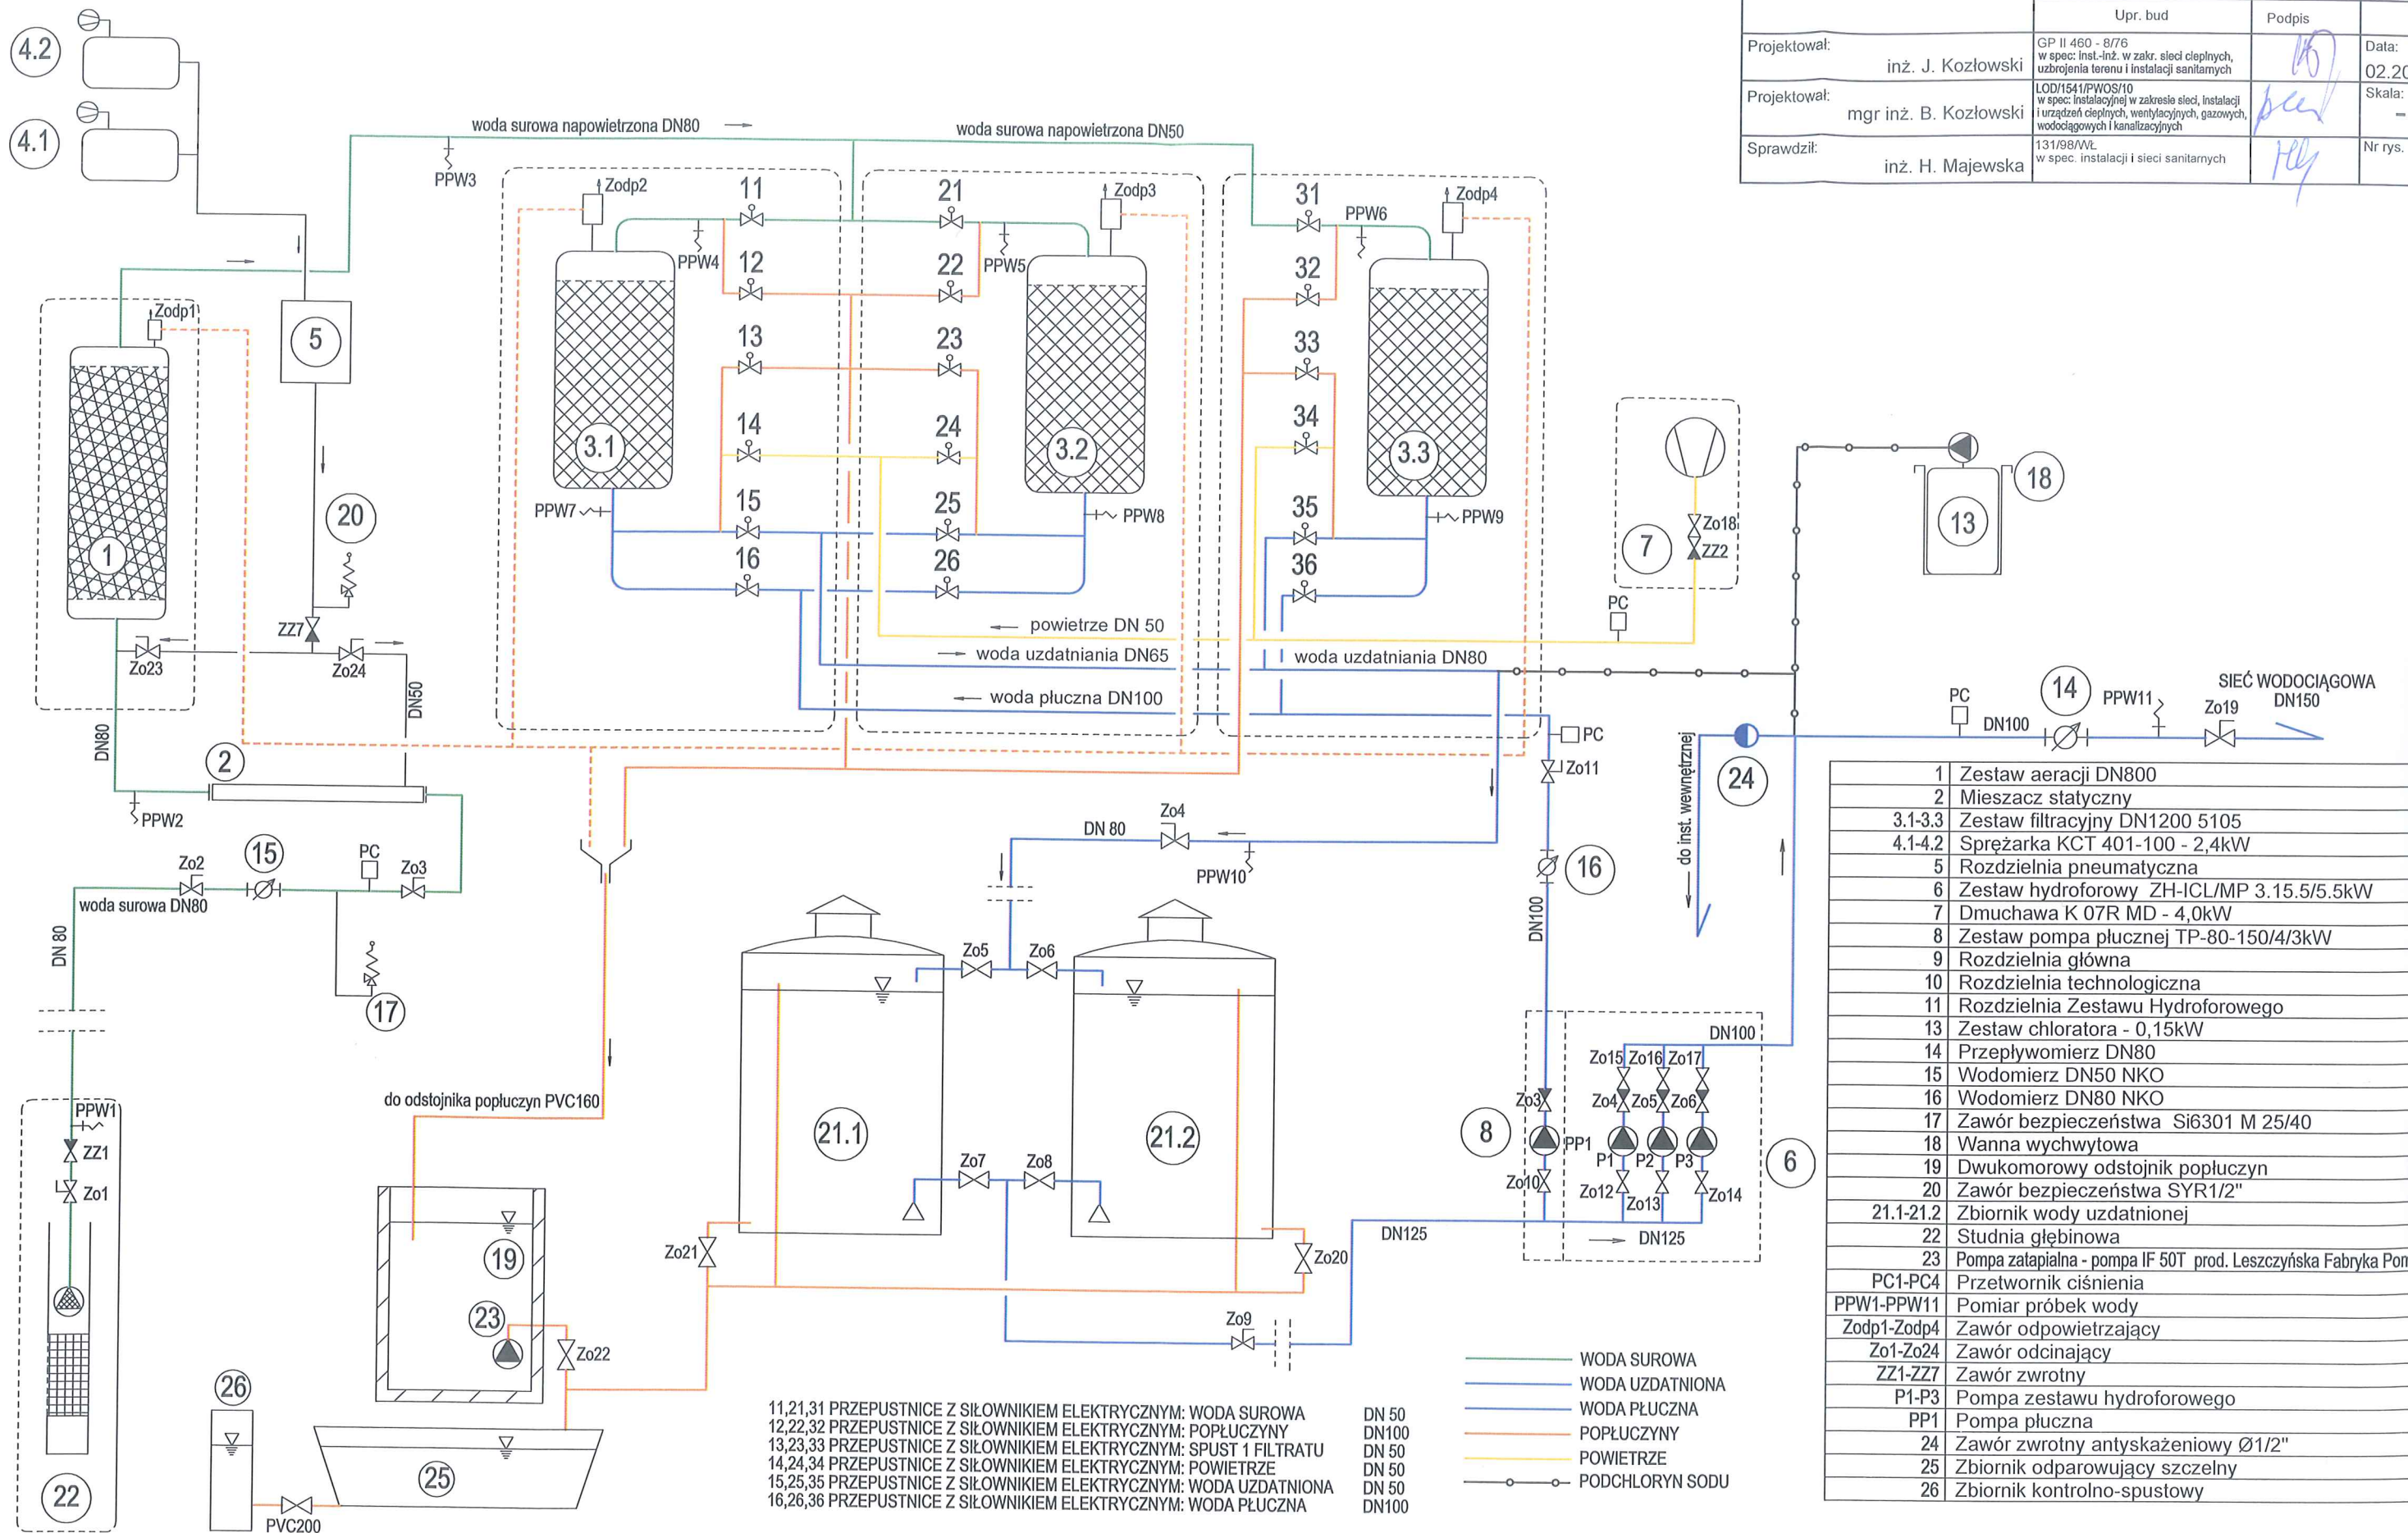 Upr. bud
Podpis
Projektował:
inż. J. Kozłowski
GP II 460 - 8/76
w spec: inst.-inż. w zakr. sieci cieplnych,
uzbrojenia terenu i instalacji sanitarnych
Data:
02.20
Projektował:
mgr inż. B. Kozłowski
LOD/1541/PWOS/10
w spec: instalacyjnej w zakresie sieci, instalacji
i urządzeń cieplnych, wentylacyjnych, gazowych,
wodociągowych i kanalizacyjnych
Skala:
-
Sprawdził:
inż. H. Majewska
131/98/WŁ
w spec. instalacji i sieci sanitarnych
Nr rys.
4.2
4.1
woda surowa napowietrzona DN80
woda surowa napowietrzona DN50
PPW3
Zodp2
11
21
Zodp3
31
PPW6
Zodp4
PPW4
12
22
PPW5
32
Zodp1
5
13
23
33
14
24
34
3.1
3.2
3.3
18
13
7
Zo18
ZZ2
20
PPW7
15
25
PPW8
35
PPW9
1
16
26
36
PC
ZZ7
powietrze DN 50
Zo23
Zo24
woda uzdatniania DN65
woda uzdatniania DN80
DN50
woda płuczna DN100
DN80
14
PC
PPW11
SIEĆ WODOCIĄGOWA
DN150
Zo19
DN100
PC
do inst. wewnętrznej
24
2
Zo11
PPW2
Zo4
DN 80
PPW10
Zo2
15
PC
Zo3
16
woda surowa DN80
DN 80
DN100
17
Zo5
Zo6
DN100
Zo15
Zo16
Zo17
Zo3
Zo4
Zo5
Zo6
do odstojnika popłuczyn PVC160
PPW1
21.1
21.2
8
PP1
P1
P2
P3
6
ZZ1
Zo7
Zo8
Zo10
Zo12
Zo13
Zo14
Zo1
DN125
DN125
Zo21
Zo20
19
23
Zo9
Zo22
26
25
22
PVC200
11,21,31 PRZEPUSTNICE Z SIŁOWNIKIEM ELEKTRYCZNYM: WODA SUROWA DN 50
12,22,32 PRZEPUSTNICE Z SIŁOWNIKIEM ELEKTRYCZNYM: POPŁUCZYNY DN100
13,23,33 PRZEPUSTNICE Z SIŁOWNIKIEM ELEKTRYCZNYM: SPUST 1 FILTRATU DN 50
14,24,34 PRZEPUSTNICE Z SIŁOWNIKIEM ELEKTRYCZNYM: POWIETRZE DN 50
15,25,35 PRZEPUSTNICE Z SIŁOWNIKIEM ELEKTRYCZNYM: WODA UZDATNIONA DN 50
16,26,36 PRZEPUSTNICE Z SIŁOWNIKIEM ELEKTRYCZNYM: WODA PŁUCZNA DN100
WODA SUROWA
WODA UZDATNIONA
WODA PŁUCZNA
POPŁUCZYNY
POWIETRZE
PODCHLORYN SODU
1 Zestaw aeracji DN800
2 Mieszacz statyczny
3.1-3.3 Zestaw filtracyjny DN1200 5105
4.1-4.2 Sprężarka KCT 401-100 - 2,4kW
5 Rozdzielnia pneumatyczna
6 Zestaw hydroforowy ZH-ICL/MP 3.15.5/5.5kW
7 Dmuchawa K 07R MD - 4,0kW
8 Zestaw pompa płucznej TP-80-150/4/3kW
9 Rozdzielnia główna
10 Rozdzielnia technologiczna
11 Rozdzielnia Zestawu Hydroforowego
13 Zestaw chloratora - 0,15kW
14 Przepływomierz DN80
15 Wodomierz DN50 NKO
16 Wodomierz DN80 NKO
17 Zawór bezpieczeństwa Si6301 M 25/40
18 Wanna wychwytowa
19 Dwukomorowy odstojnik popłuczyn
20 Zawór bezpieczeństwa SYR1/2"
21.1-21.2 Zbiornik wody uzdatnionej
22 Studnia głębinowa
23 Pompa zatapialna - pompa IF 50T prod. Leszczyńska Fabryka Pom
PC1-PC4 Przetwornik ciśnienia
PPW1-PPW11 Pomiar próbek wody
Zodp1-Zodp4 Zawór odpowietrzający
Zo1-Zo24 Zawór odcinający
ZZ1-ZZ7 Zawór zwrotny
P1-P3 Pompa zestawu hydroforowego
PP1 Pompa płuczna
24 Zawór zwrotny antyskażeniowy Ø1/2"
25 Zbiornik odparowujący szczelny
26 Zbiornik kontrolno-spustowy